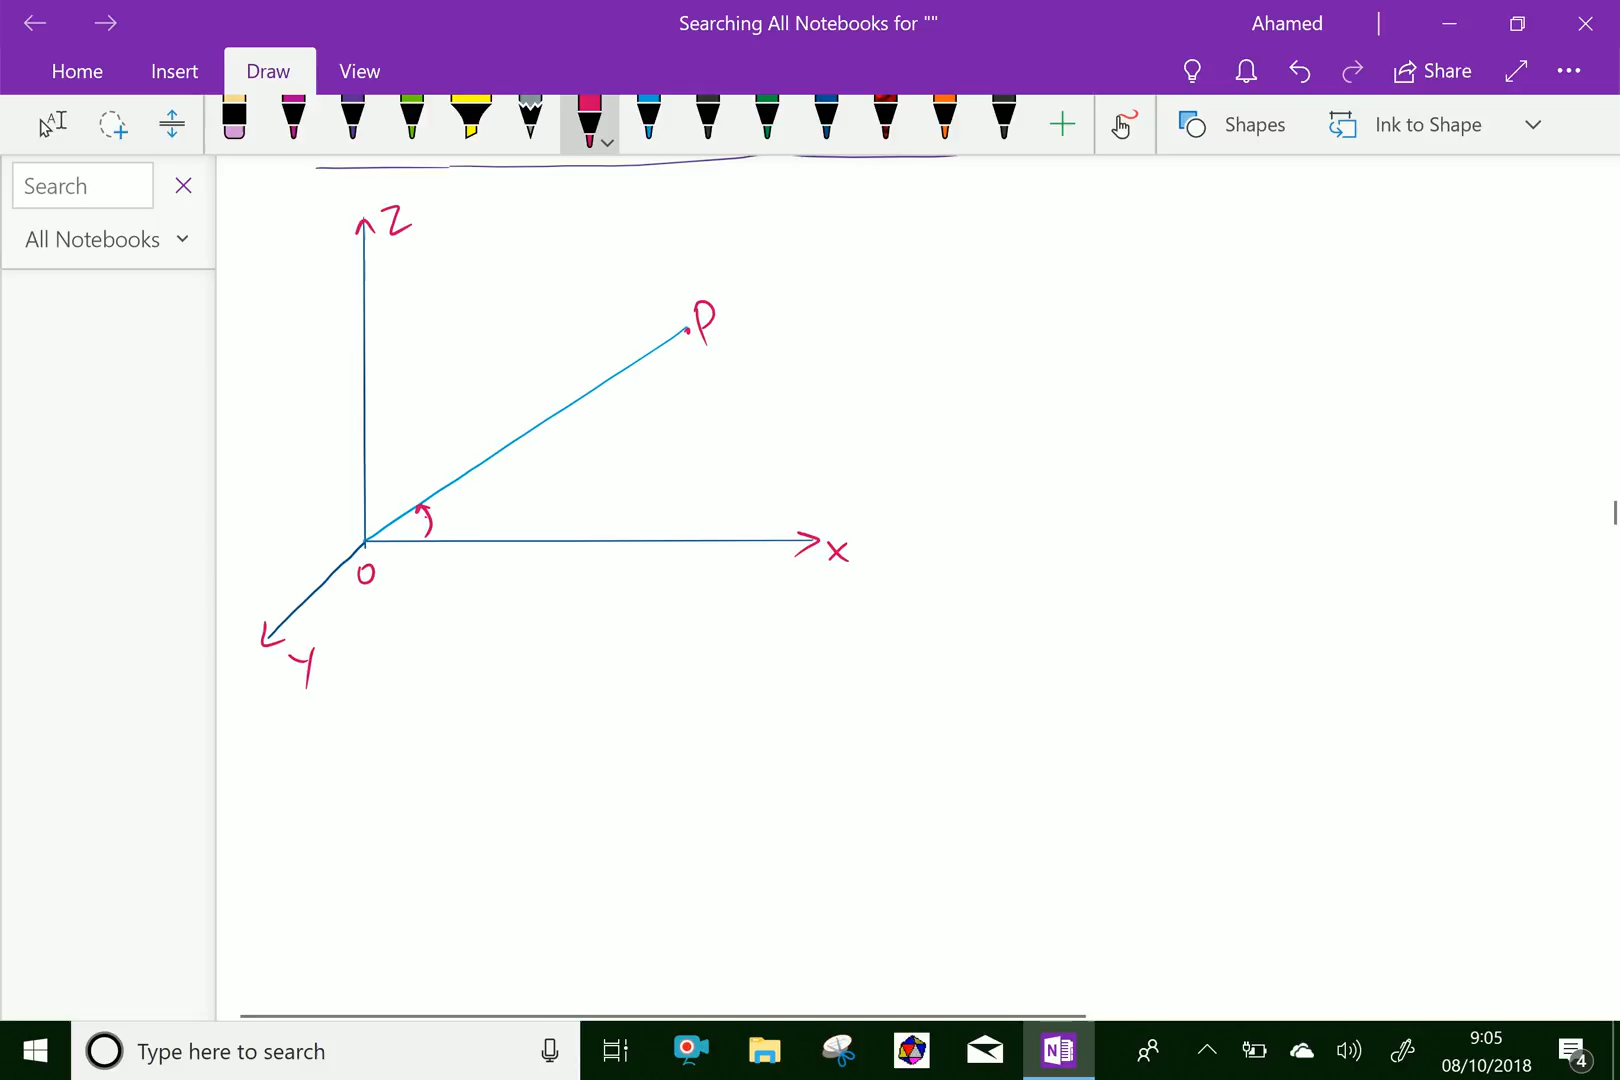 Searching All Notebooks for ""
Ahamed
Home Insert Draw View
Share
Shapes
Ink to Shape
Search
All Notebooks
Z
P
X
O
Y
Type here to search
9:05
08/10/2018
4